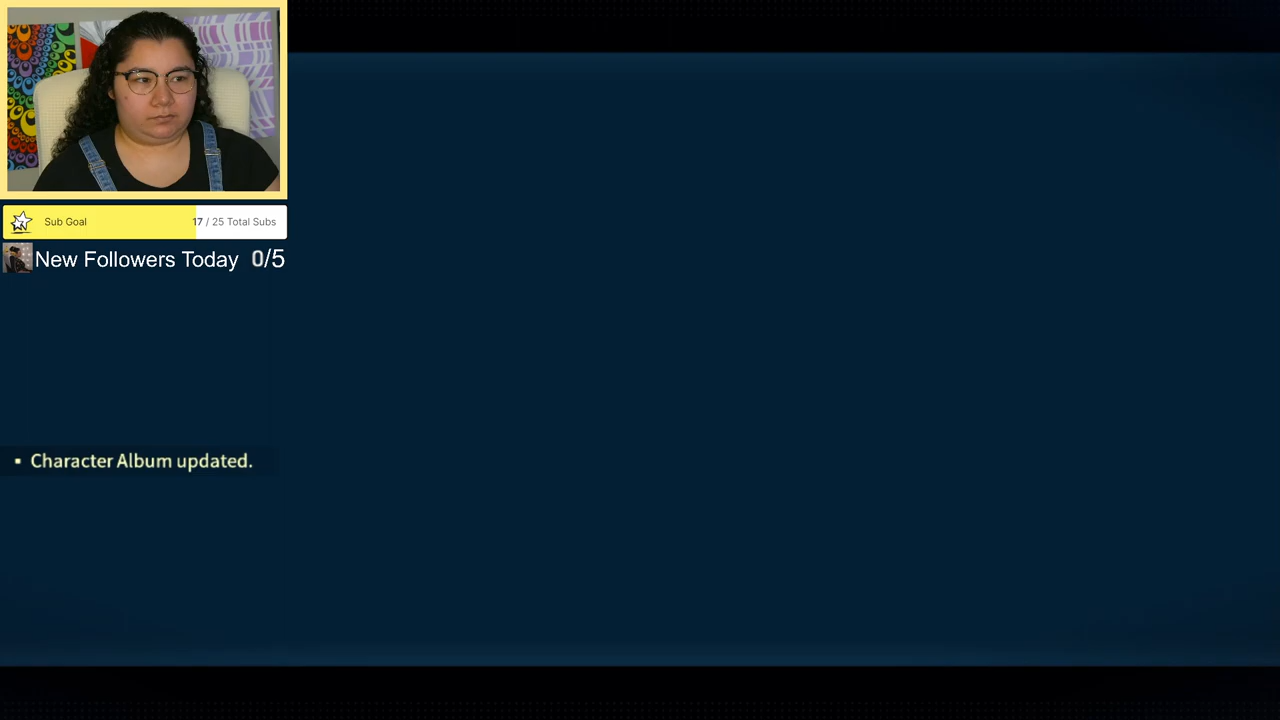 Sub Goal 17 / 25 Total Subs
New Followers Today 0/5
▪ Character Album updated.